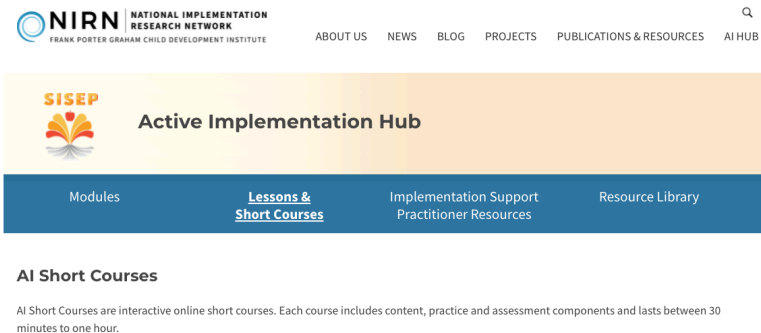 NIRN NATIONAL IMPLEMENTATION
RESEARCH NETWORK
FRANK PORTER GRAHAM CHILD DEVELOPMENT INSTITUTE
ABOUT US NEWS BLOG PROJECTS PUBLICATIONS & RESOURCES AI HUB
SISEP
Active Implementation Hub
Modules
Lessons &
Short Courses
Implementation Support
Practitioner Resources
Resource Library
AI Short Courses
AI Short Courses are interactive online short courses. Each course includes content, practice and assessment components and lasts between 30
minutes to one hour.